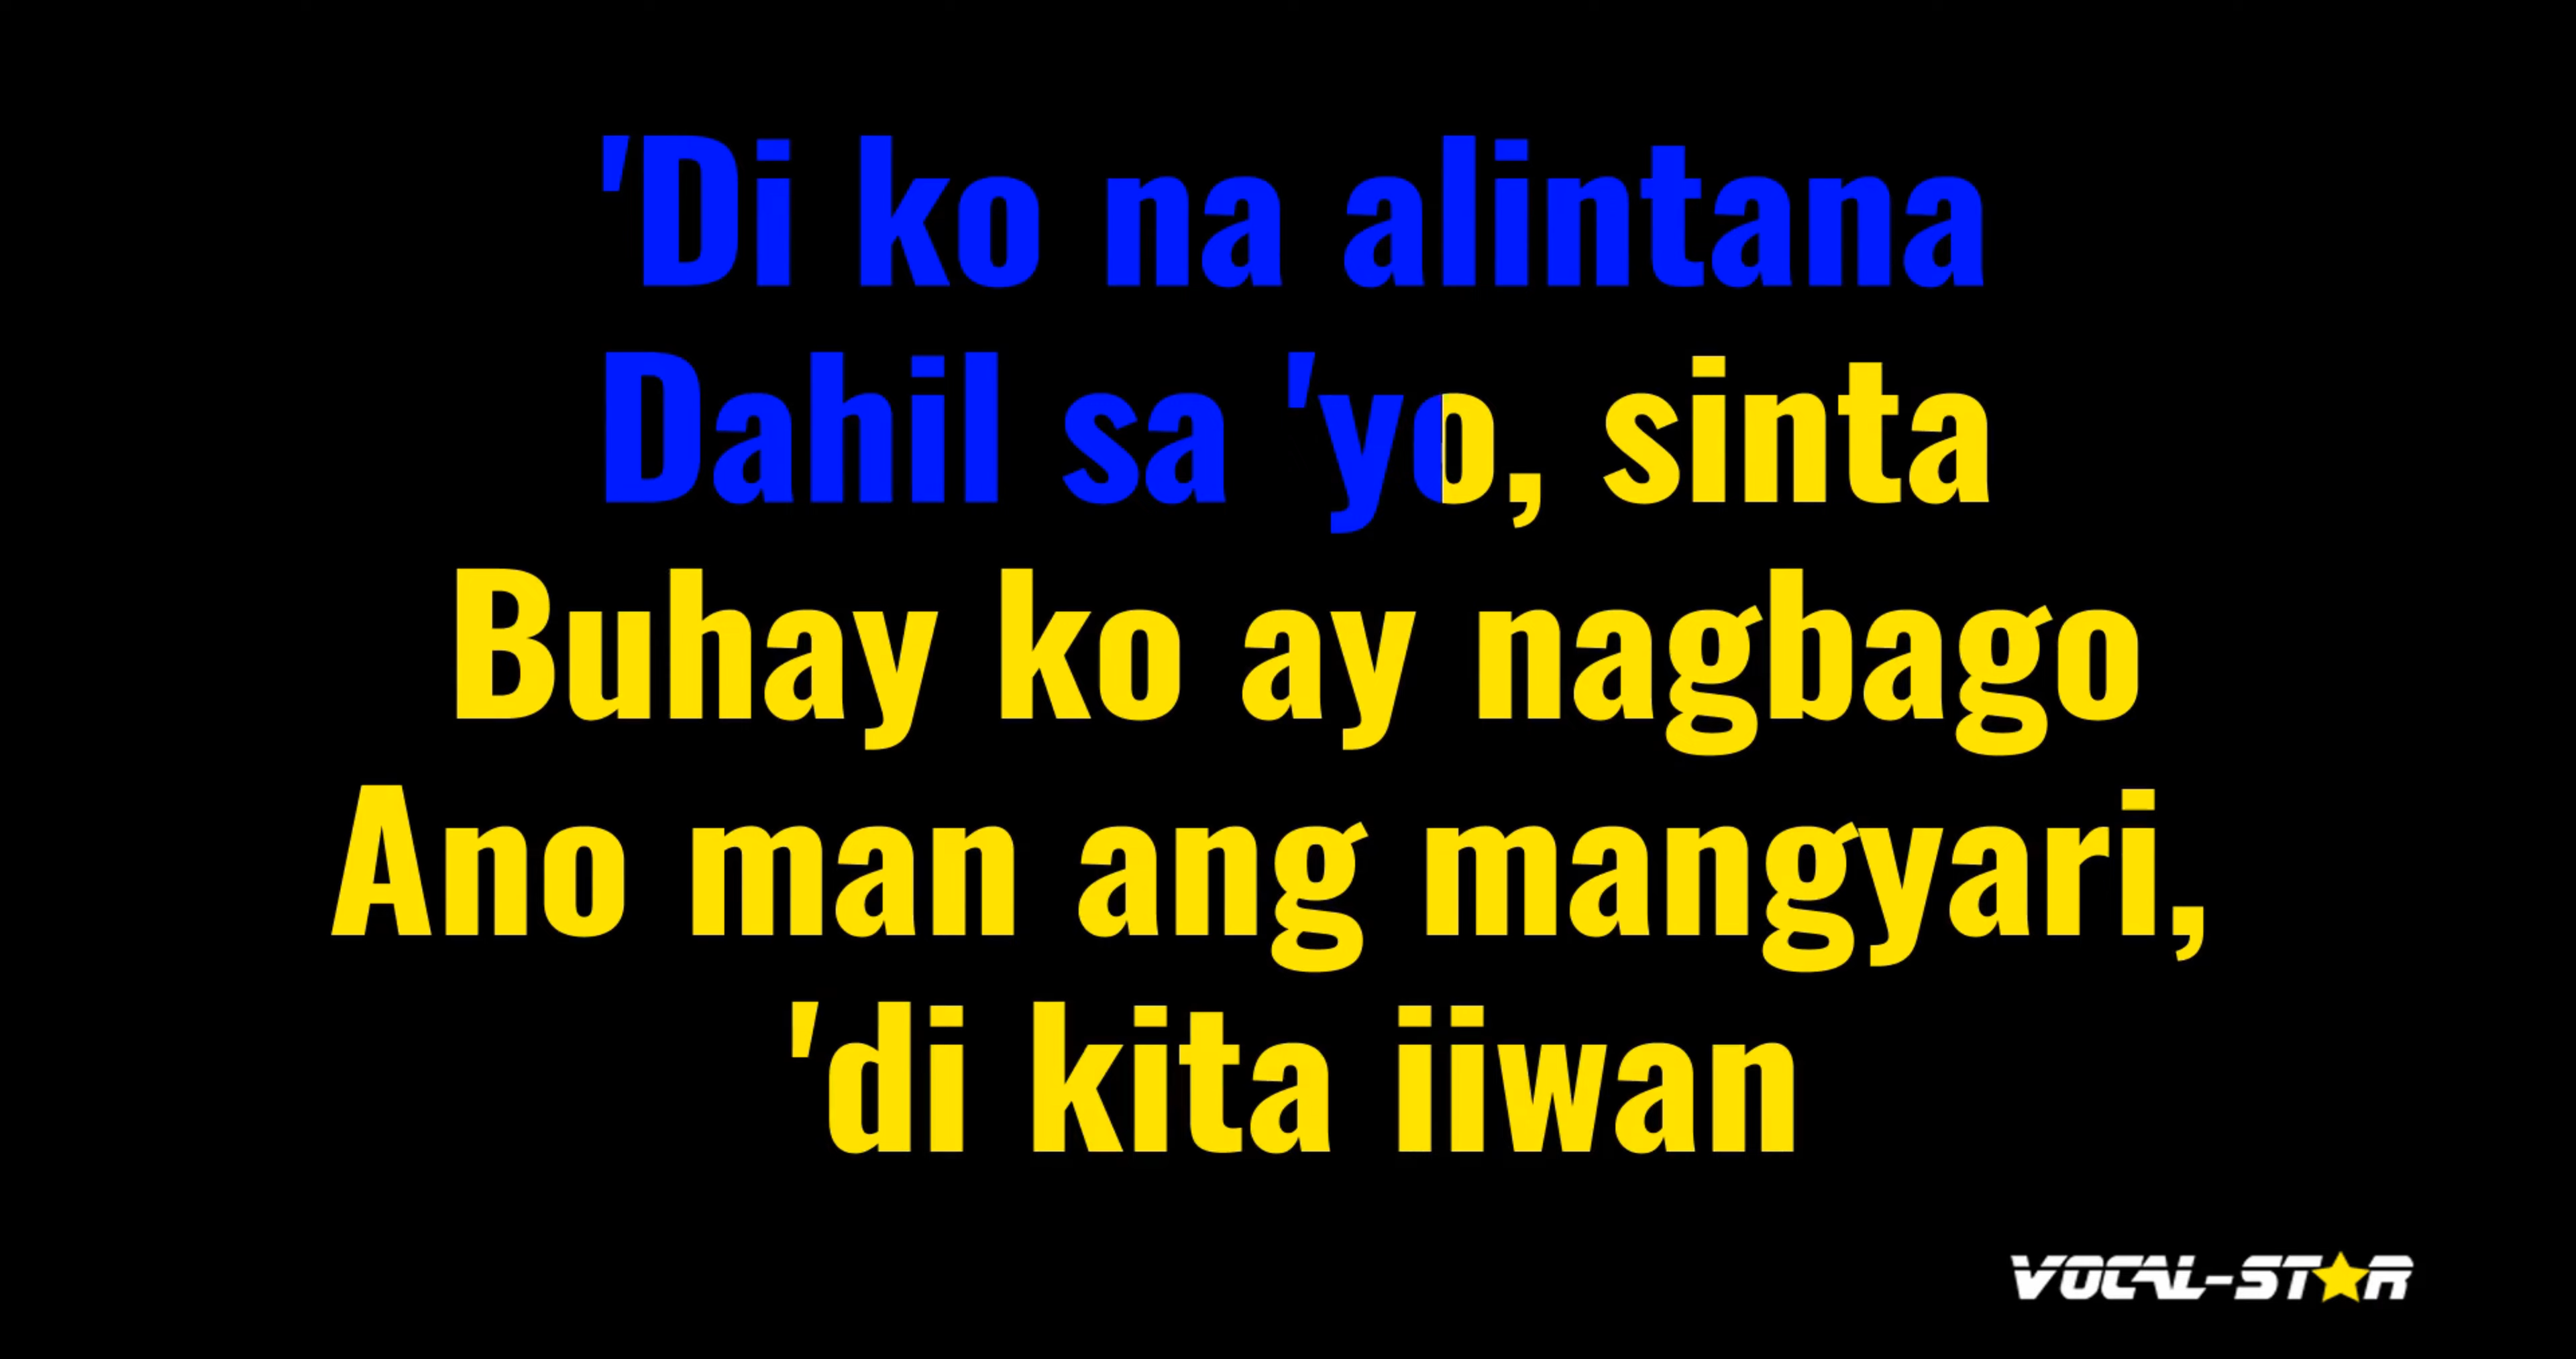 'Di ko na alintana
Dahil sa 'yo, sinta
Buhay ko ay nagbago
Ano man ang mangyari,
'di kita iiwan
VOCAL-STAR